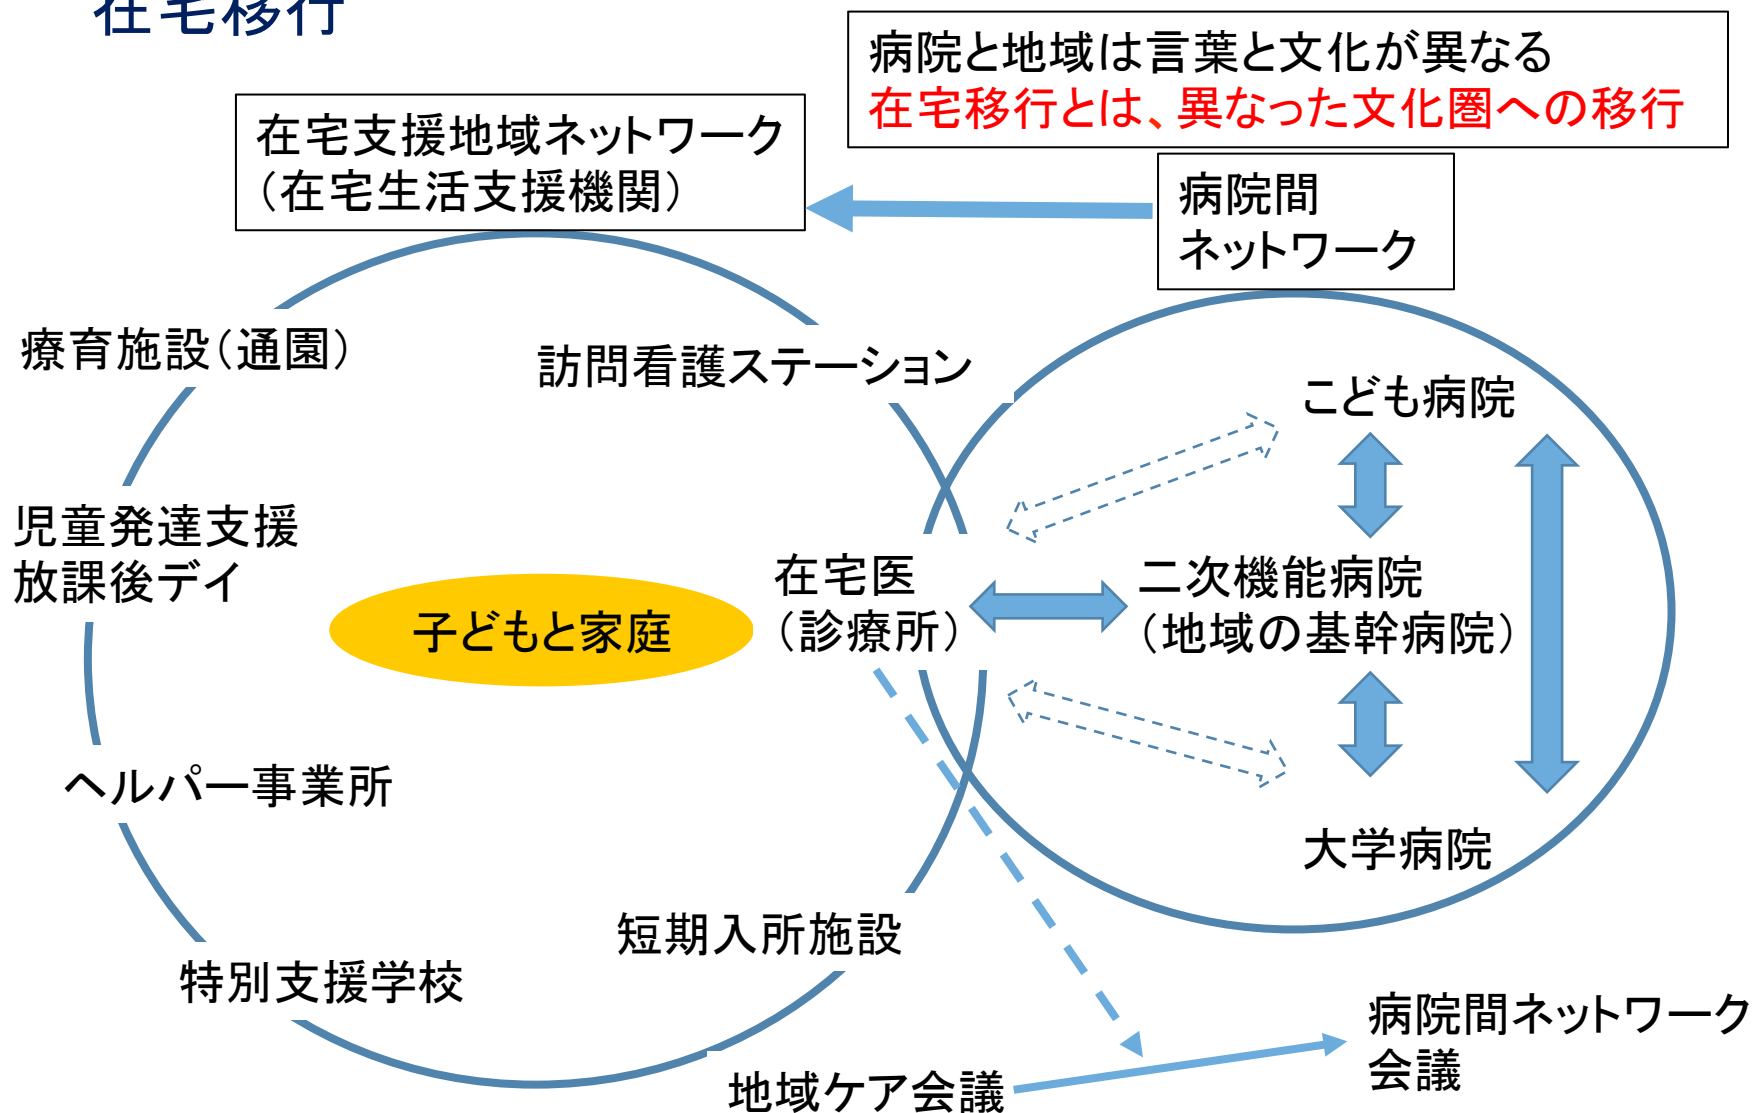 在宅移行
病院と地域は言葉と文化が異なる
在宅移行とは、異なった文化圏への移行
在宅支援地域ネットワーク
（在宅生活支援機関）
病院間
ネットワーク
療育施設（通園）
訪問看護ステーション
こども病院
児童発達支援
放課後デイ
子どもと家庭
在宅医
（診療所）
二次機能病院
（地域の基幹病院）
ヘルパー事業所
大学病院
短期入所施設
特別支援学校
病院間ネットワーク
会議
地域ケア会議